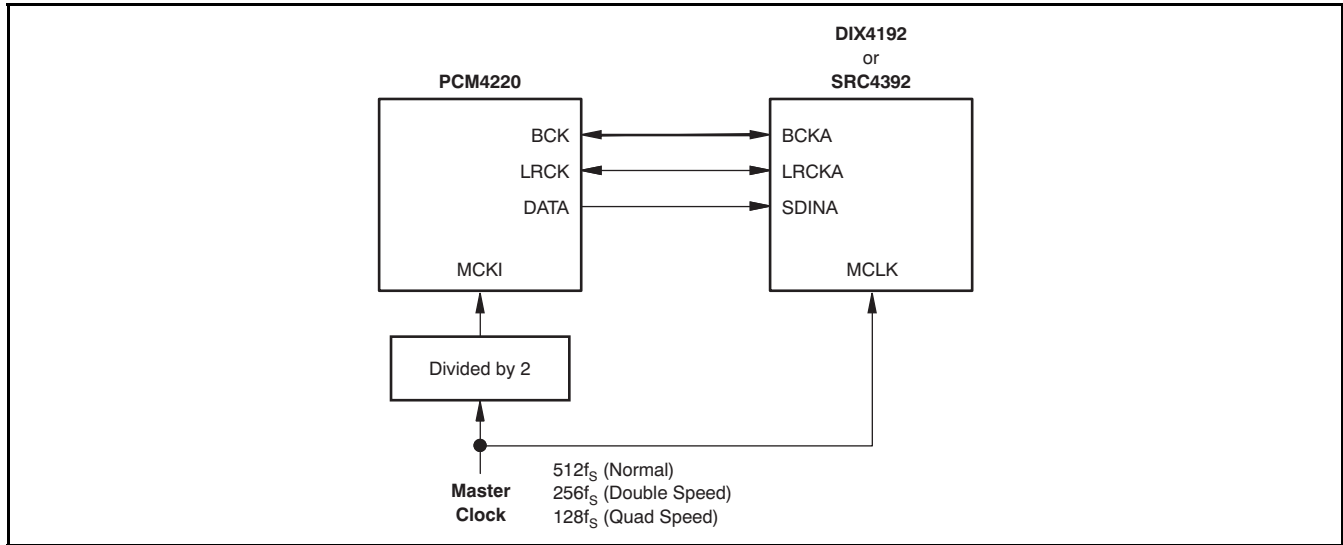 DIX4192
or
SRC4392
PCM4220
BCK
BCKA
LRCK
LRCKA
DATA
SDINA
MCKI
MCLK
Divided by 2
Master
Clock
512fS (Normal)
256fS (Double Speed)
128fS (Quad Speed)